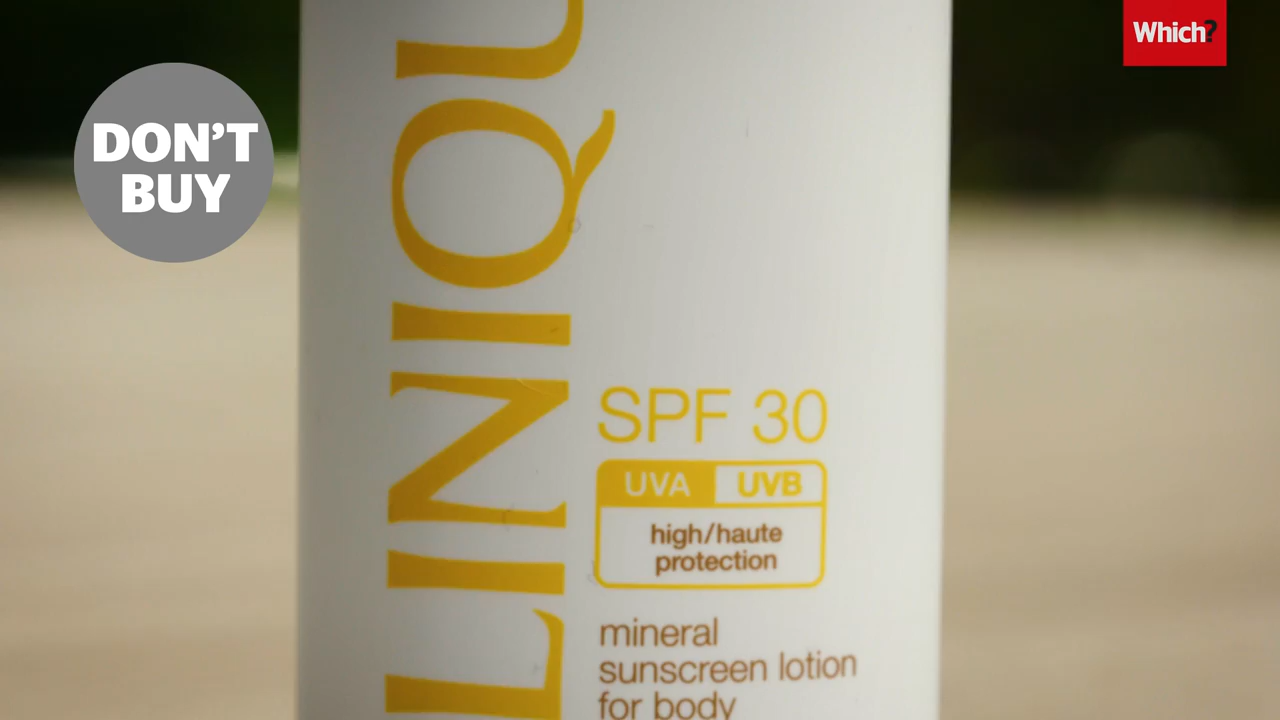 Which?
DON'T
BUY
LINIQU
SPF 30
UVA UVB
high/haute
protection
mineral
sunscreen lotion
for body